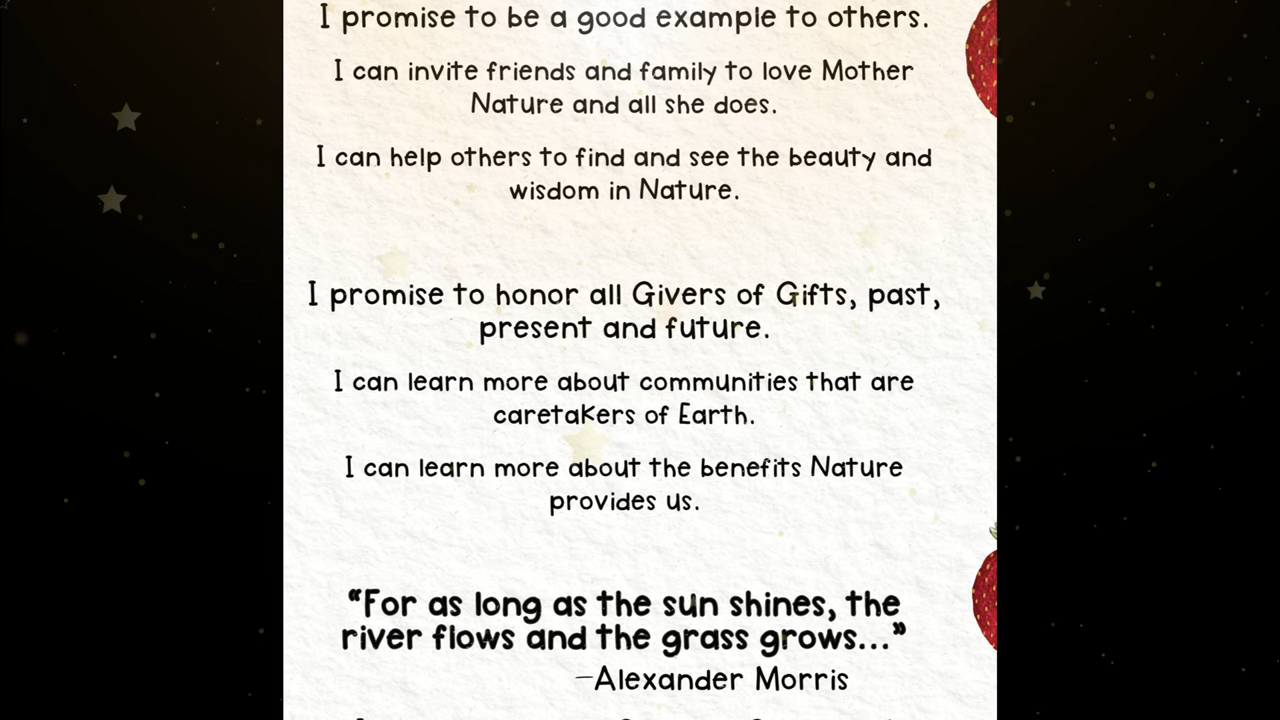 I promise to be a good example to others.
I can invite friends and family to love Mother
Nature and all she does.
I can help others to find and see the beauty and
wisdom in Nature.
I promise to honor all Givers of Gifts, past,
present and future.
I can learn more about communities that are
caretakers of Earth.
I can learn more about the benefits Nature
provides us.
“For as long as the sun shines, the
river flows and the grass grows...”
—Alexander Morris